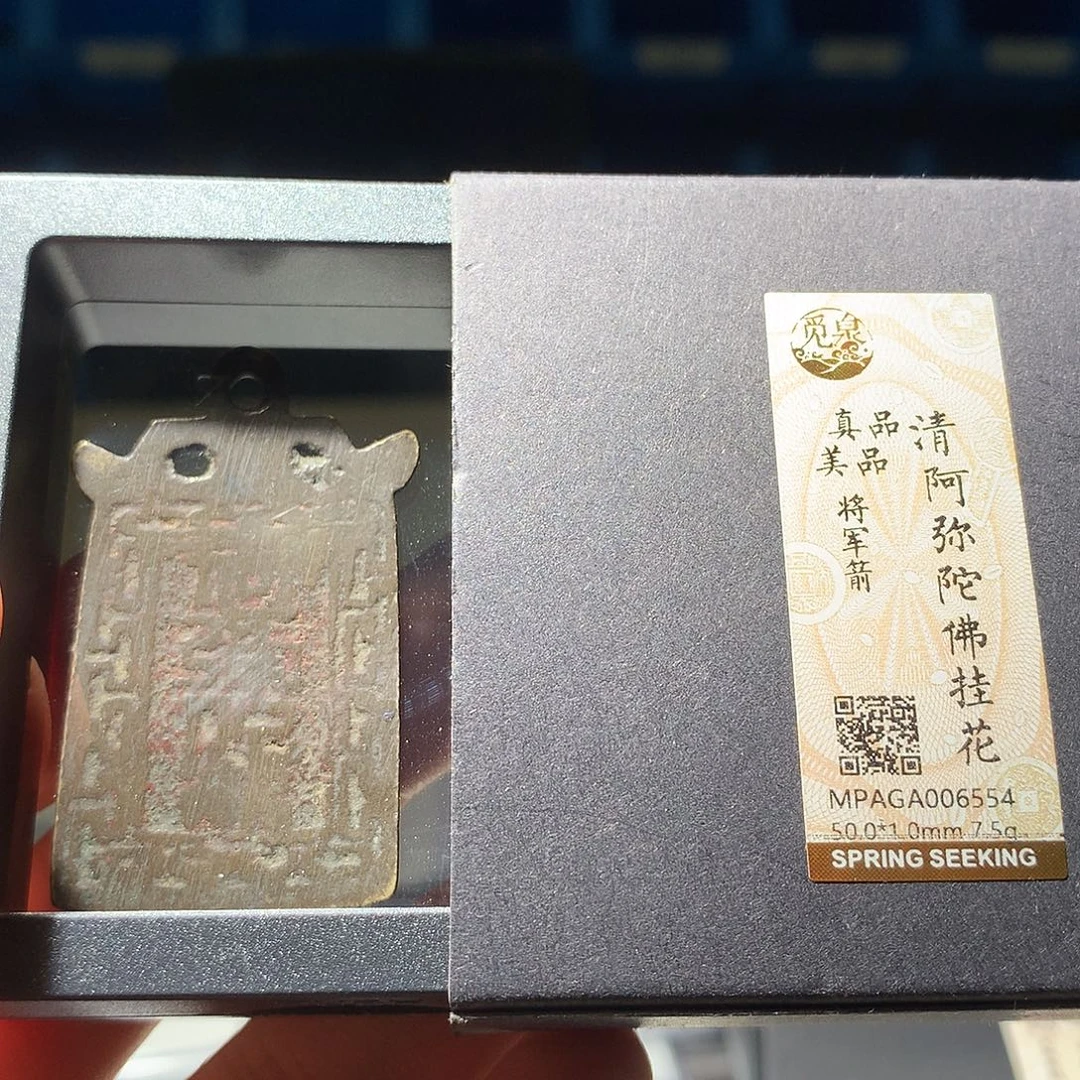 觅泉
清阿弥陀佛挂花
真品
美品
将军箭
MPAGA006554
50.0*1.0mm 7.5g
SPRING SEEKING